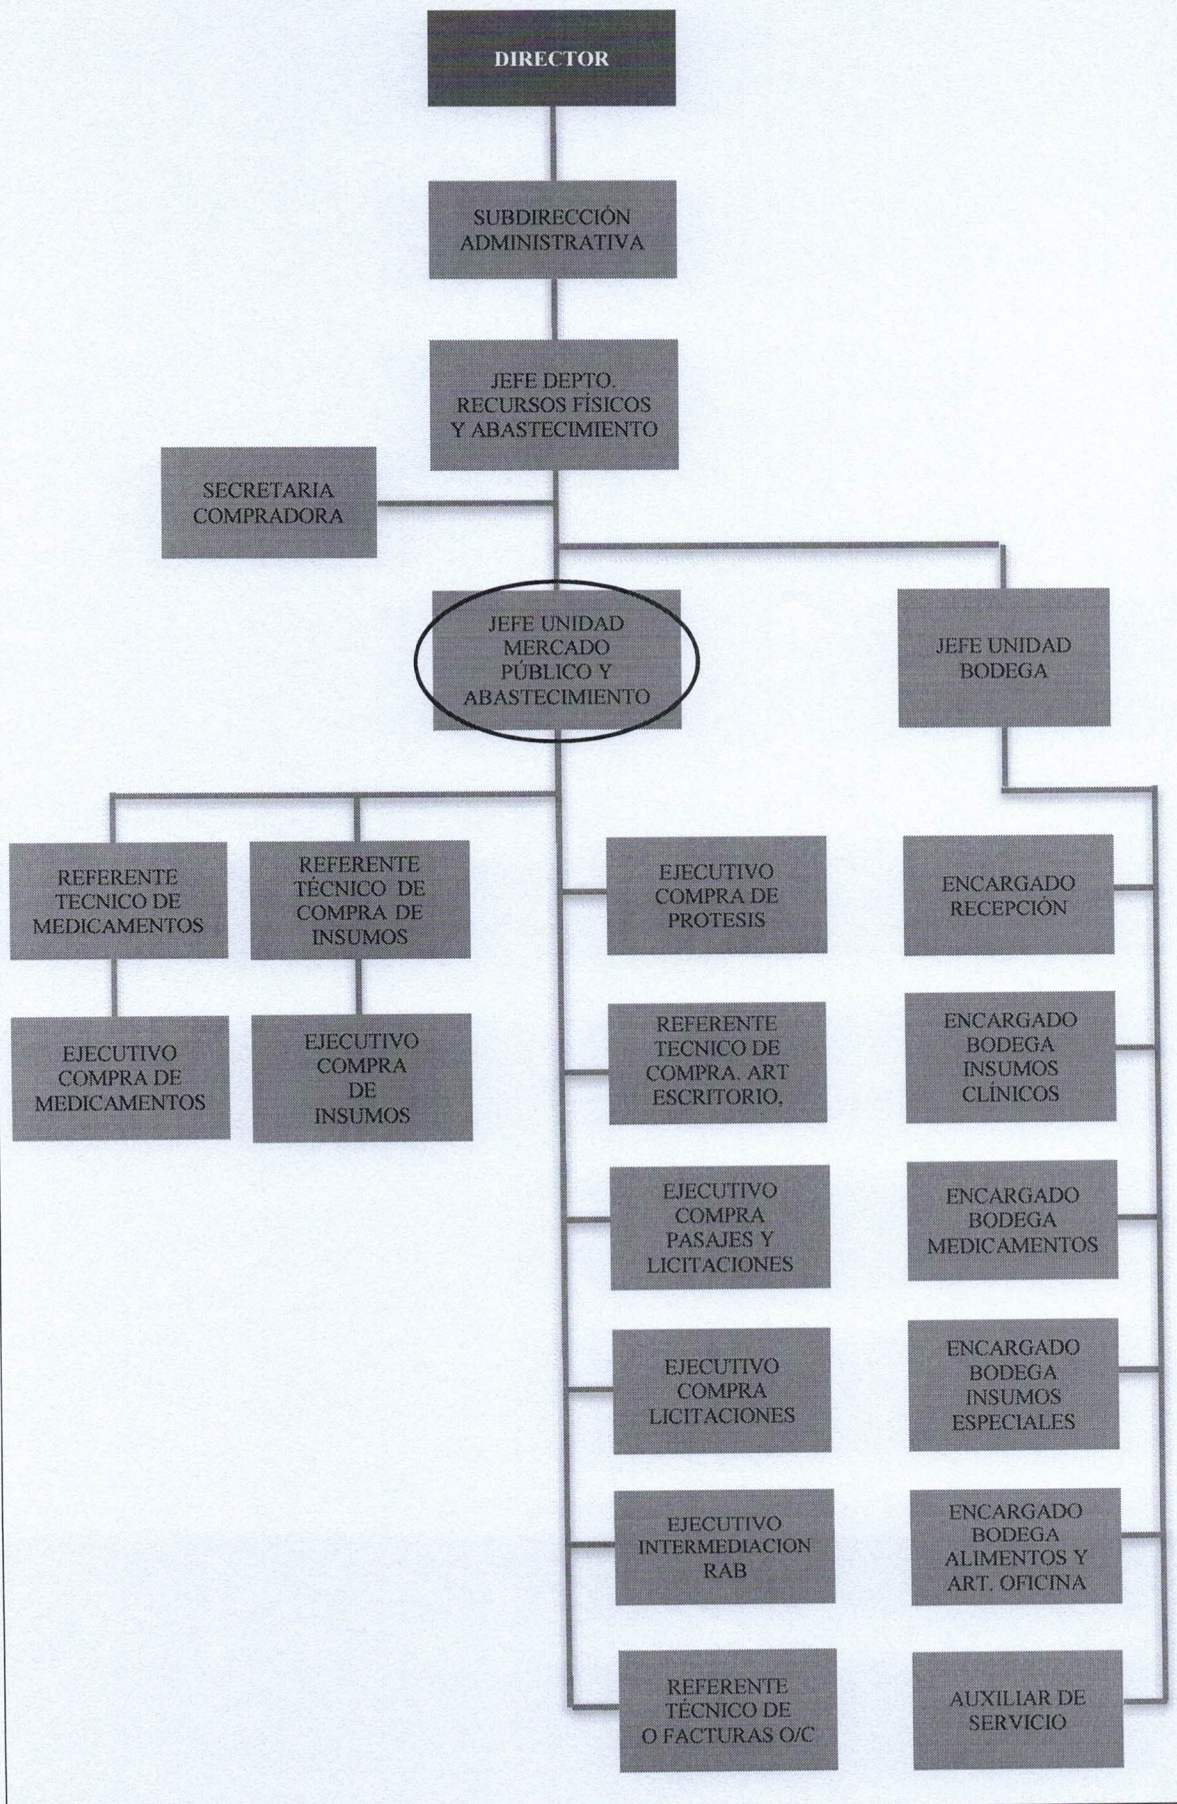 DIRECTOR
SUBDIRECCIÓN
ADMINISTRATIVA
JEFE DEPTO.
RECURSOS FÍSICOS
Y ABASTECIMIENTO
SECRETARIA
COMPRADORA
JEFE UNIDAD
MERCADO
PÚBLICO Y
ABASTECIMIENTO
JEFE UNIDAD
BODEGA
REFERENTE
TECNICO DE
MEDICAMENTOS
REFERENTE
TÉCNICO DE
COMPRA DE
INSUMOS
EJECUTIVO
COMPRA DE
PROTESIS
ENCARGADO
RECEPCIÓN
EJECUTIVO
COMPRA DE
MEDICAMENTOS
EJECUTIVO
COMPRA
DE
INSUMOS
REFERENTE
TECNICO DE
COMPRA. ART
ESCRITORIO,
ENCARGADO
BODEGA
INSUMOS
CLÍNICOS
EJECUTIVO
COMPRA
PASAJES Y
LICITACIONES
ENCARGADO
BODEGA
MEDICAMENTOS
EJECUTIVO
COMPRA
LICITACIONES
ENCARGADO
BODEGA
INSUMOS
ESPECIALES
EJECUTIVO
INTERMEDIACION
RAB
ENCARGADO
BODEGA
ALIMENTOS Y
ART. OFICINA
REFERENTE
TÉCNICO DE
O FACTURAS O/C
AUXILIAR DE
SERVICIO